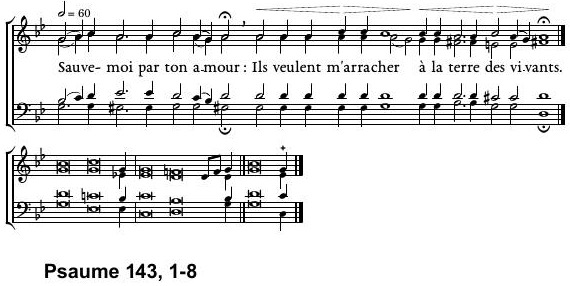 𝅗𝅥 = 60
Sauve- moi par ton a-mour : Ils veulent m'arracher à la terre des vi-vants.
Psaume 143, 1-8